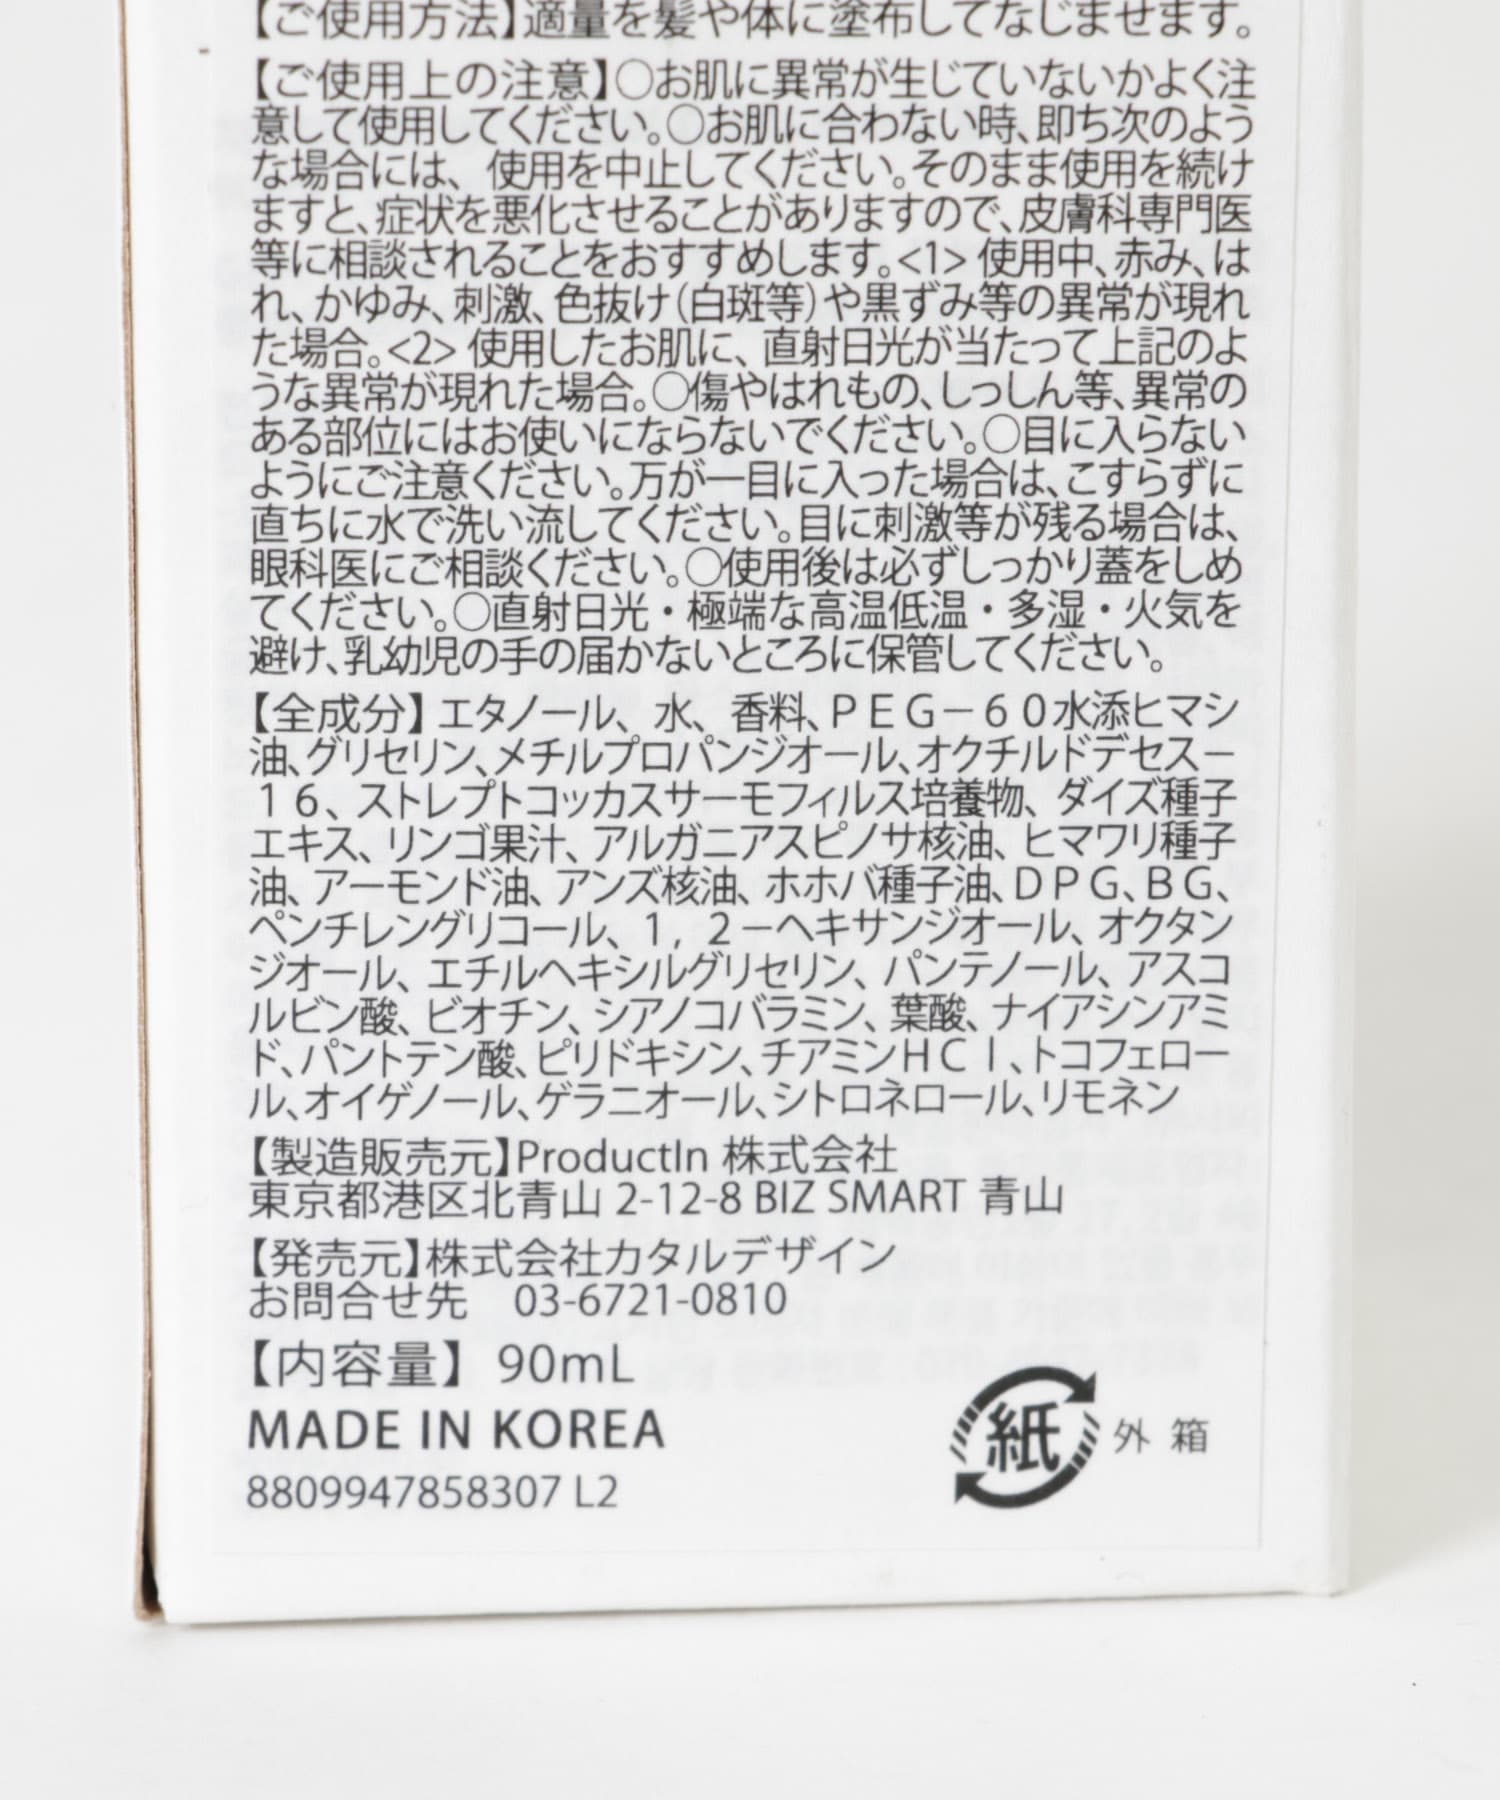 【ご使用方法】適量を髪や体に塗布してなじませます。
【ご使用上の注意】○お肌に異常が生じていないかよく注
意して使用してください。○お肌に合わない時、即ち次のよう
な場合には、使用を中止してください。そのまま使用を続け
ますと、症状を悪化させることがありますので、皮膚科専門医
等に相談されることをおすすめします。<1> 使用中、赤み、は
れ、かゆみ、刺激、色抜け(白斑等)や黒ずみ等の異常が現れ
た場合。<2> 使用したお肌に、直射日光が当たって上記のよ
うな異常が現れた場合。○傷やはれもの、しっしん等、異常の
ある部位にはお使いにならないでください。○目に入らない
ようにご注意ください。万が一目に入った場合は、こすらずに
直ちに水で洗い流してください。目に刺激等が残る場合は、
眼科医にご相談ください。○使用後は必ずしっかり蓋をしめ
てください。○直射日光・極端な高温低温・多湿・火気を
避け、乳幼児の手の届かないところに保管してください。
【全成分】エタノール、水、香料、PEG－60水添ヒマシ
油、グリセリン、メチルプロパンジオール、オクチルドデセスー
16、ストレプトコッカスサーモフィルス培養物、ダイズ種子
エキス、リンゴ果汁、アルガニアスピノサ核油、ヒマワリ種子
油、アーモンド油、アンズ核油、ホホバ種子油、DPG、BG、
ペンチレングリコール、1，2－ヘキサンジオール、オクタン
ジオール、エチルヘキシルグリセリン、パンテノール、アスコ
ルビン酸、ビオチン、シアノコバラミン、葉酸、ナイアシンアミ
ド、パントテン酸、ピリドキシン、チアミンHCl、トコフェロー
ル、オイゲノール、ゲラニオール、シトロネロール、リモネン
【製造販売元】ProductIn 株式会社
東京都港区北青山 2-12-8 BIZ SMART 青山
【発売元】株式会社カタルデザイン
お問合せ先 03-6721-0810
【内容量】 90mL
MADE IN KOREA
紙 外箱
8809947858307 L2